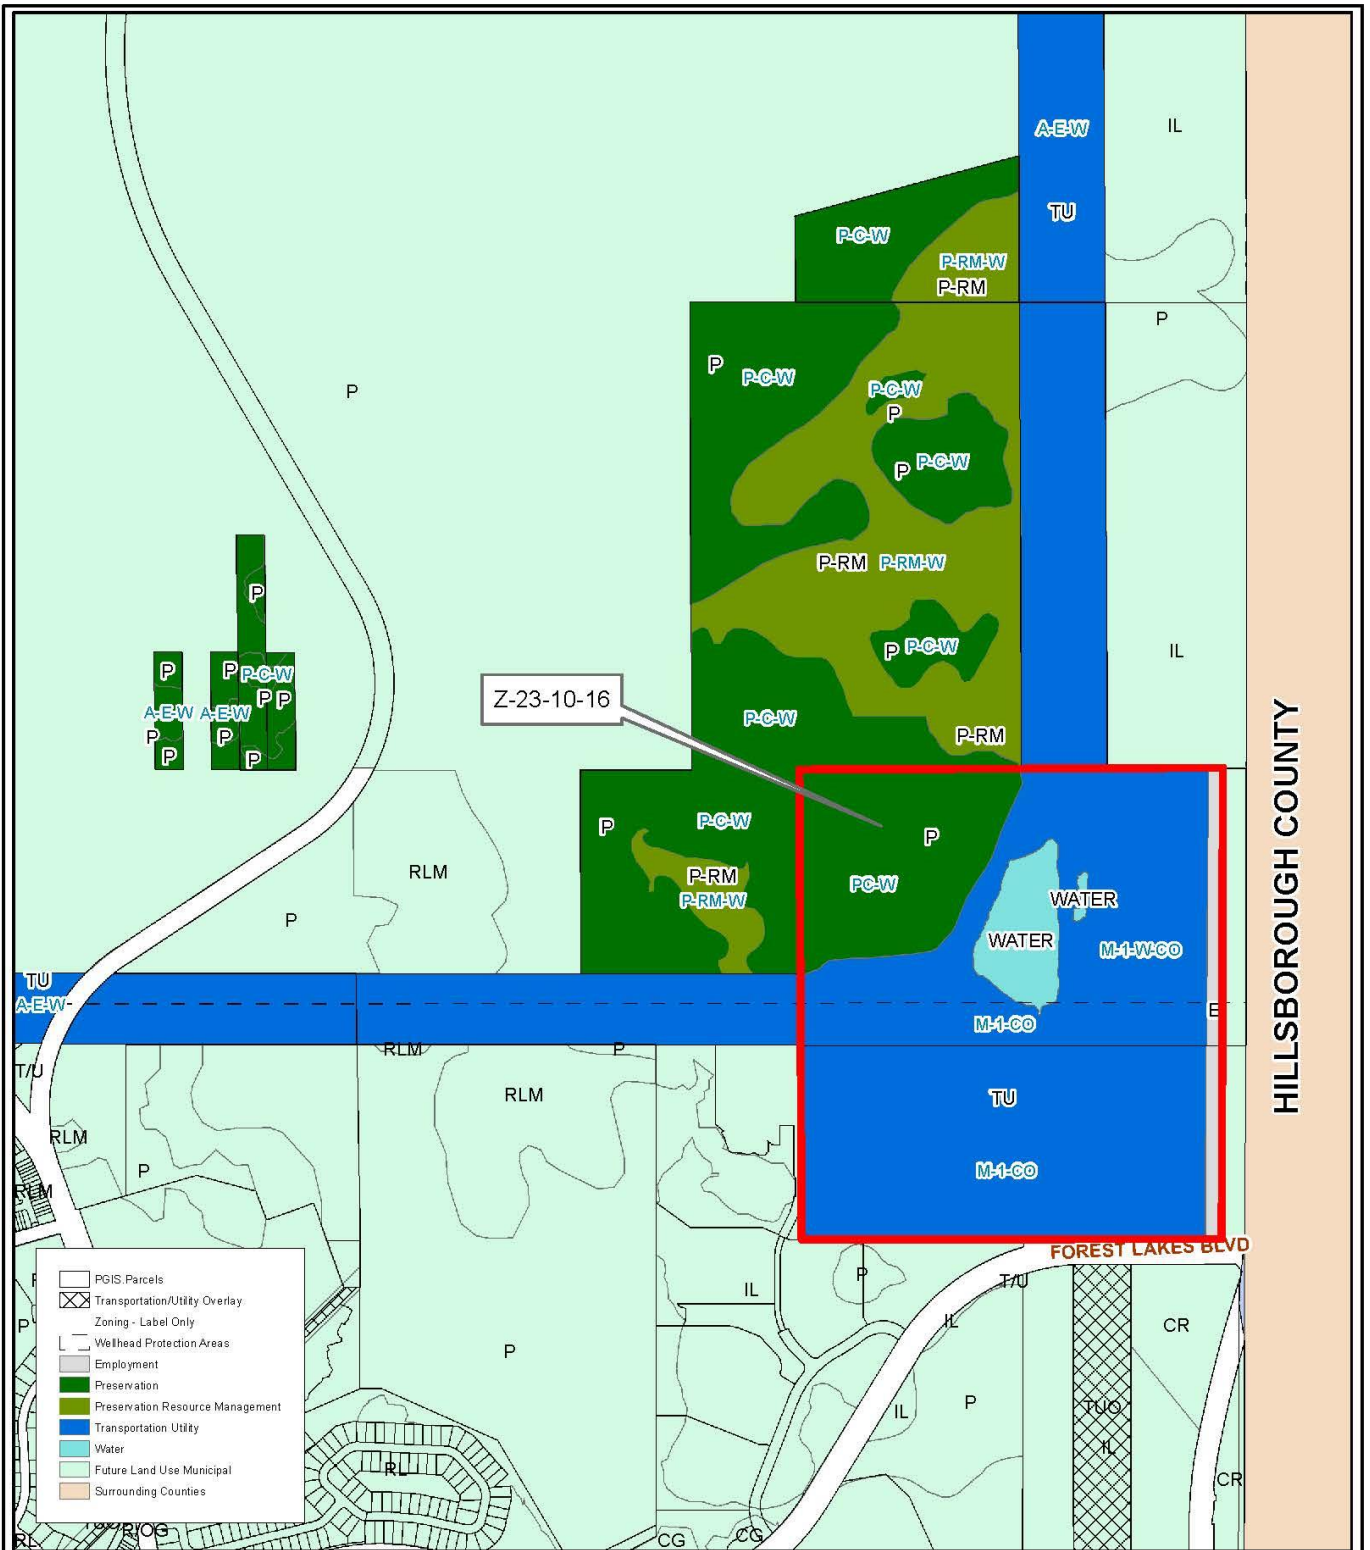 A-E-W
IL
TU
P-C-W
P-RM-W
P-RM
P
P
P-C-W
P-C-W
P
P
P-C-W
P
P-RM
P-RM-W
P
P
P-C-W
IL
P
P
P-C-W
P
P
A-E-W
A-E-W
P
P
P
P
Z-23-10-16
P-C-W
P-RM
HILLSBOROUGH COUNTY
P
P-C-W
P
RLM
P-RM
P-RM-W
PC-W
WATER
WATER
P
M-1-W-CO
TU
A-E-W
E
M-1-CO
RLM
P
T/U
RLM
TU
RLM
P
M-1-CO
RLM
FOREST LAKES BLVD
P
T/U
IL
IL
CR
P
P
P
IL
TUO
IL
CR
RL
RL
R/OG
CG
CG
PGIS.Parcels
Transportation/Utility Overlay
Zoning - Label Only
Wellhead Protection Areas
Employment
Preservation
Preservation Resource Management
Transportation Utility
Water
Future Land Use Municipal
Surrounding Counties